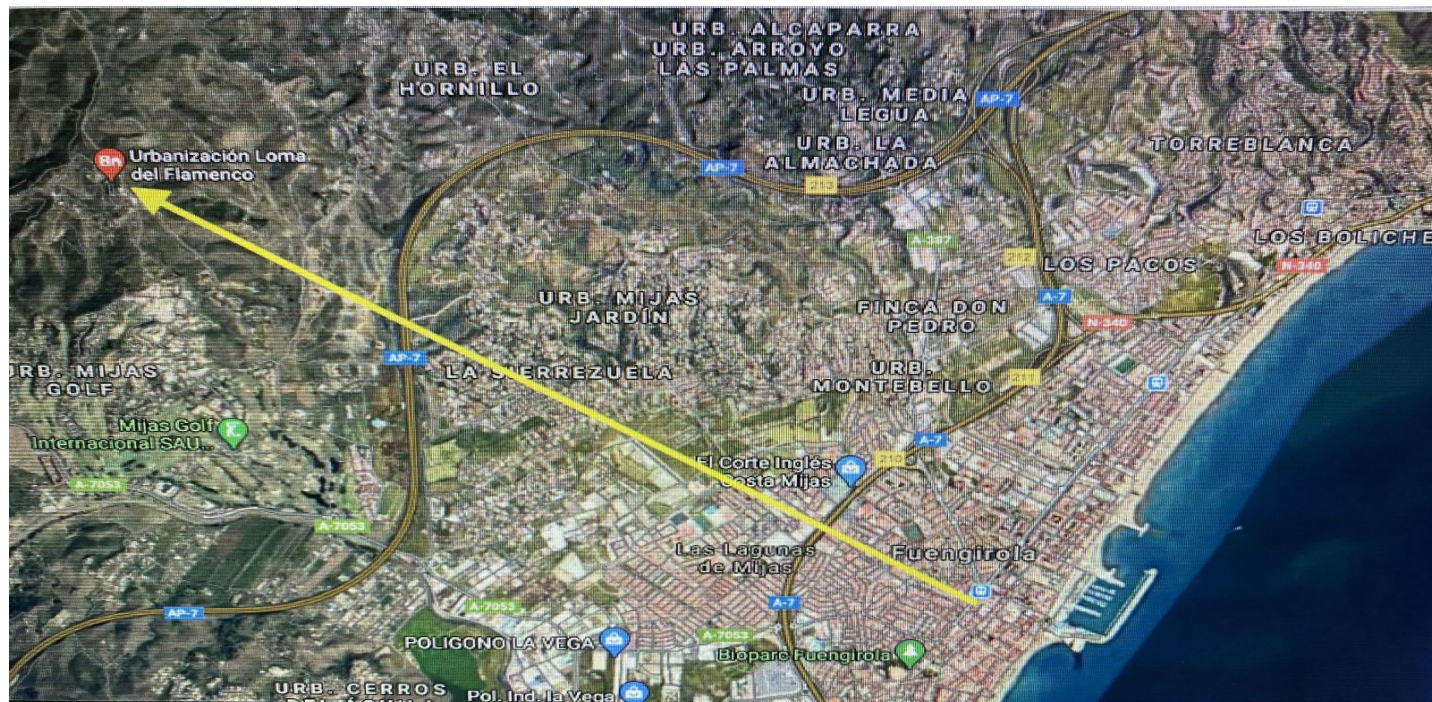 URB. ALCAPARRA
URB. ARROYO
LAS PALMAS
URB. EL
HORNILLO
URB. MEDIA
LEGUA
AP-7
URB. LA
ALMACHADA
TORREBLANCA
Urbanización Loma
del Flamenco
AP-7
213
LOS BOLICHE
A-387
212
LOS PACOS
N-340
A-7
URB. MIJAS
JARDÍN
FINCA DON
PEDRO
N-340
AP-7
LA SIERREZUELA
URB. MIJAS
GOLF
URB.
MONTEBELLO
211
Mijas Golf
Internacional SAU...
A-7
El Corte Inglés
Costa Mijas
210
A-7053
A-7053
Las Lagunas
de Mijas
Fuengirola
AP-7
A-7053
A-7
A-7053
POLIGONO LA VEGA
Bioparc Fuengirola
URB. CERROS
Pol. Ind. la Vega